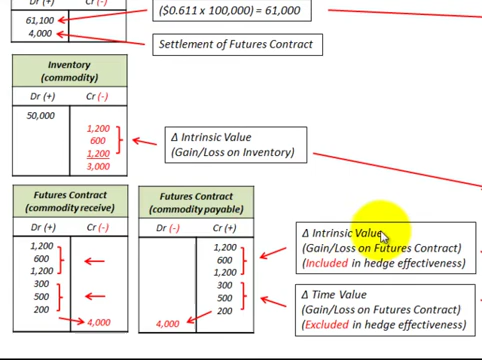 Dr (+) Cr (-)
61,100
4,000
($0.611 x 100,000) = 61,000
Settlement of Futures Contract
Inventory
(commodity)
Dr (+) Cr (-)
50,000
1,200
600
1,200
3,000
Δ Intrinsic Value
(Gain/Loss on Inventory)
Futures Contract
(commodity receive)
Dr (+) Cr (-)
1,200
600
1,200
300
500
200
4,000
Futures Contract
(commodity payable)
Dr (-) Cr (+)
1,200
600
1,200
300
500
200
4,000
Δ Intrinsic Value
(Gain/Loss on Futures Contract)
(Included in hedge effectiveness)
Δ Time Value
(Gain/Loss on Futures Contract)
(Excluded in hedge effectiveness)